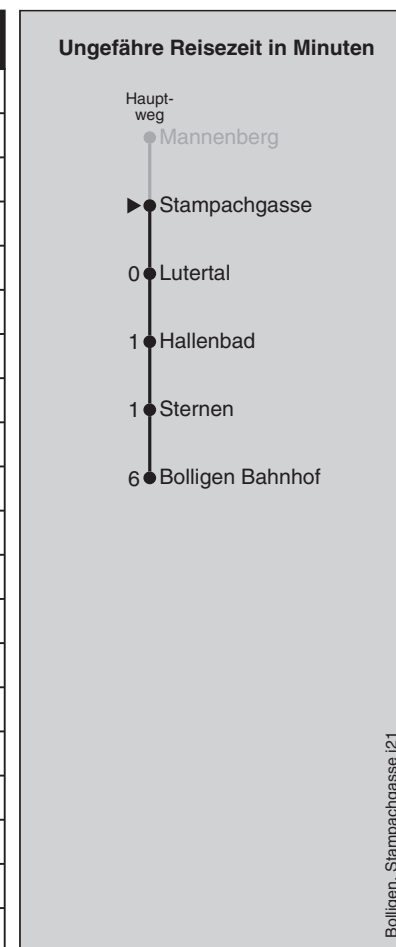 Ungefähre Reisezeit in Minuten
Haupt-
weg
Mannenberg
Stampachgasse
0 Lutertal
1 Hallenbad
1 Sternen
6 Bolligen Bahnhof
Bolligen, Stampachgasse j21